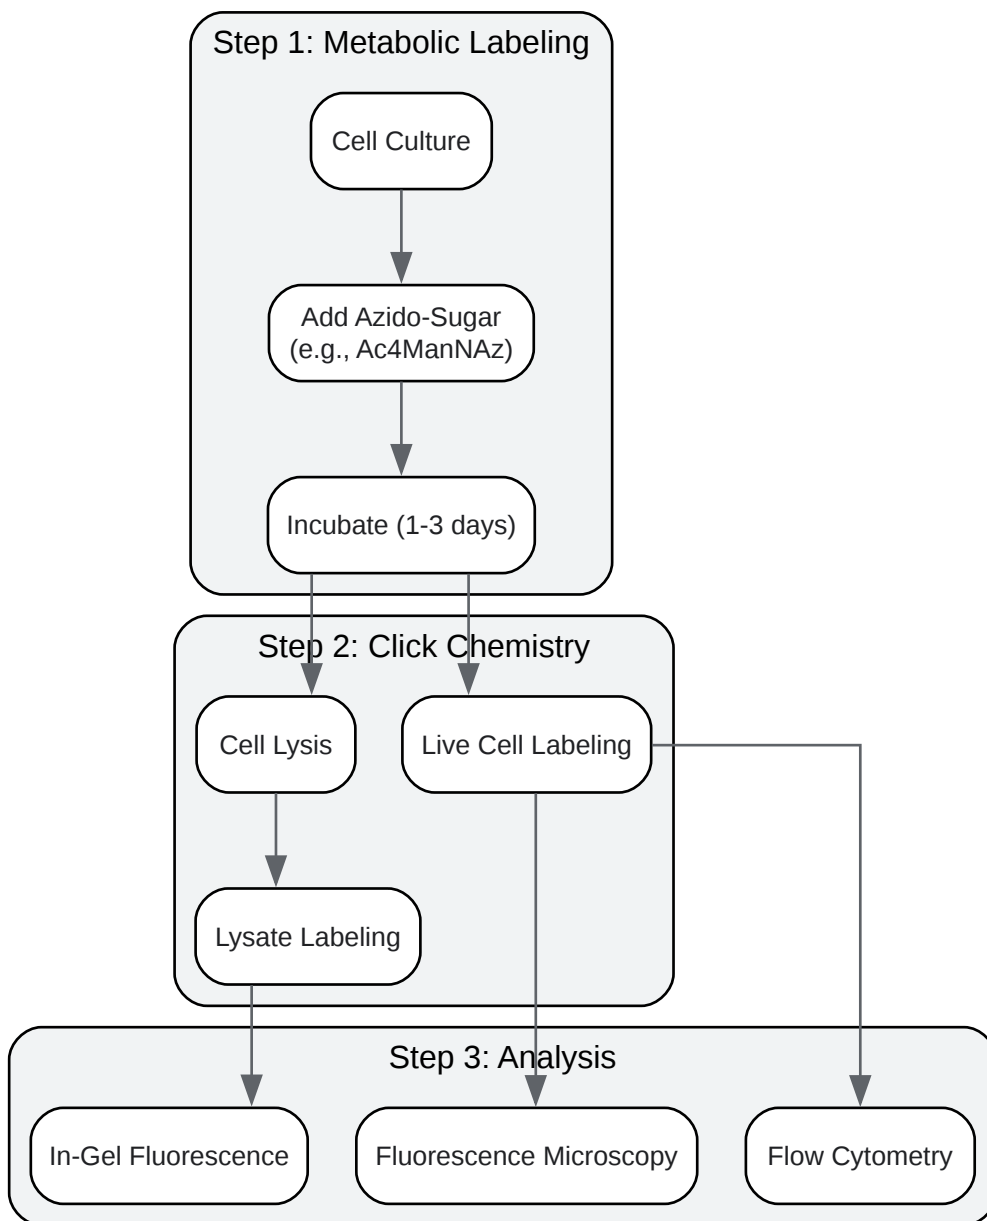 Step 1: Metabolic Labeling
Cell Culture
Add Azido-Sugar
(e.g., Ac4ManNAz)
Incubate (1-3 days)
Step 2: Click Chemistry
Cell Lysis
Live Cell Labeling
Lysate Labeling
Step 3: Analysis
In-Gel Fluorescence
Fluorescence Microscopy
Flow Cytometry